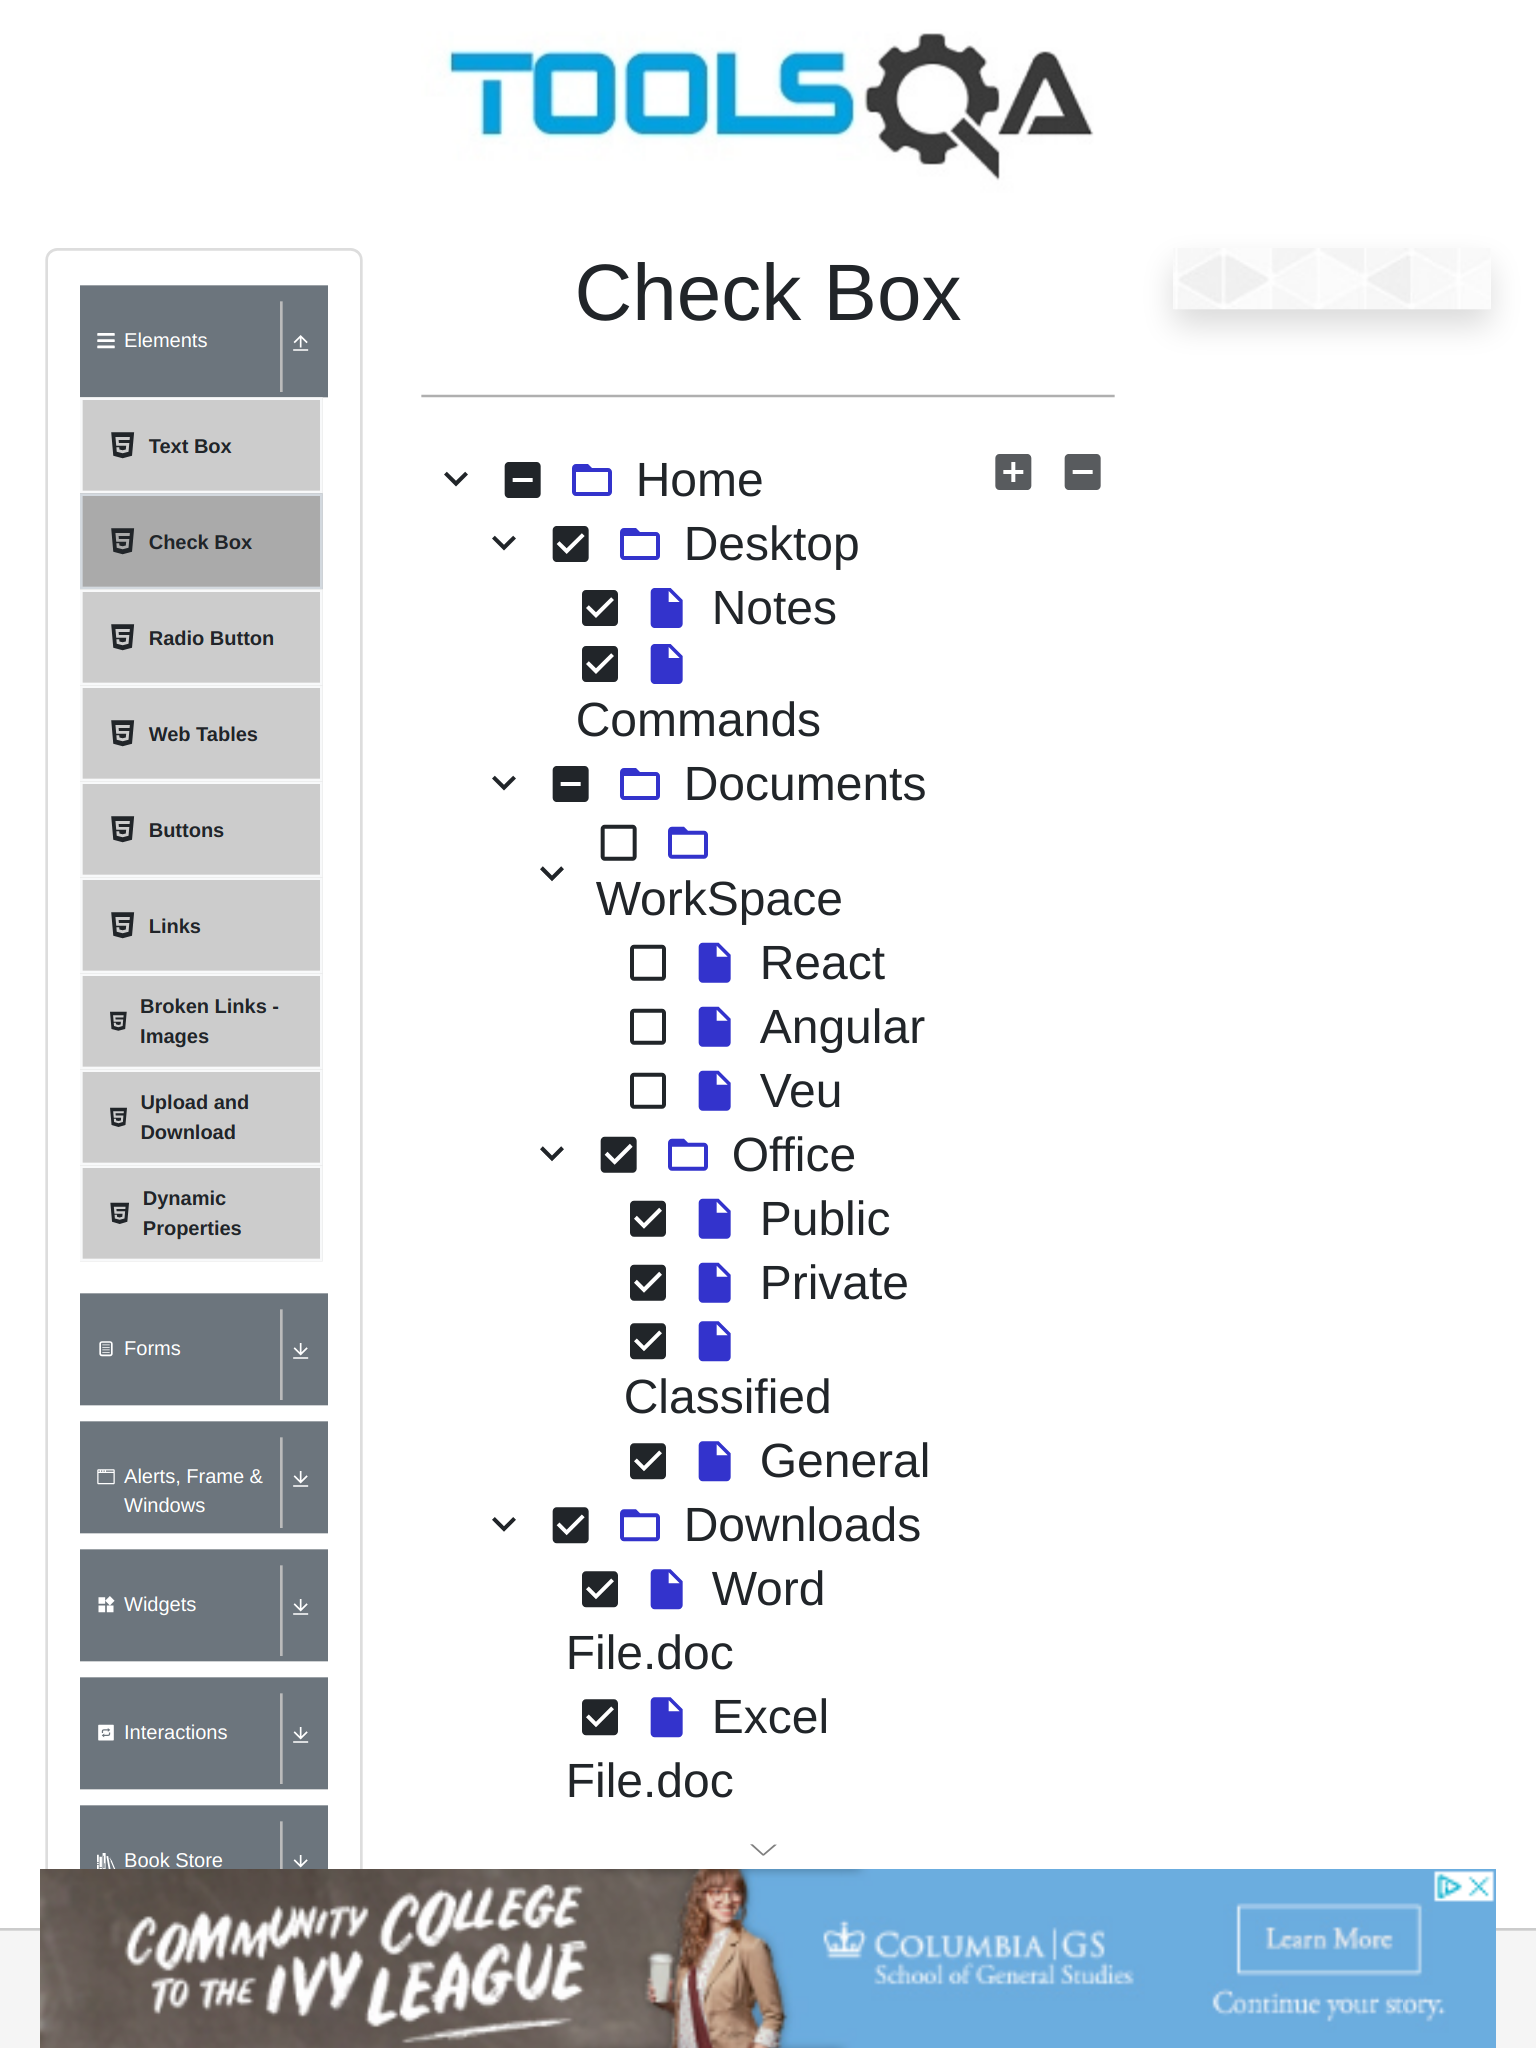 TOOLSQA
Check Box
Elements
Text Box
Check Box
Radio Button
Web Tables
Buttons
Links
Broken Links -
Images
Upload and
Download
Dynamic
Properties
Forms
Alerts, Frame &
Windows
Widgets
Interactions
Book Store
Home
Desktop
Notes
Commands
Documents
WorkSpace
React
Angular
Veu
Office
Public
Private
Classified
General
Downloads
Word
File.doc
Excel
File.doc
COMMUNITY COLLEGE
TO THE IVY LEAGUE
COLUMBIA | GS
School of General Studies
Learn More
Continue your story.